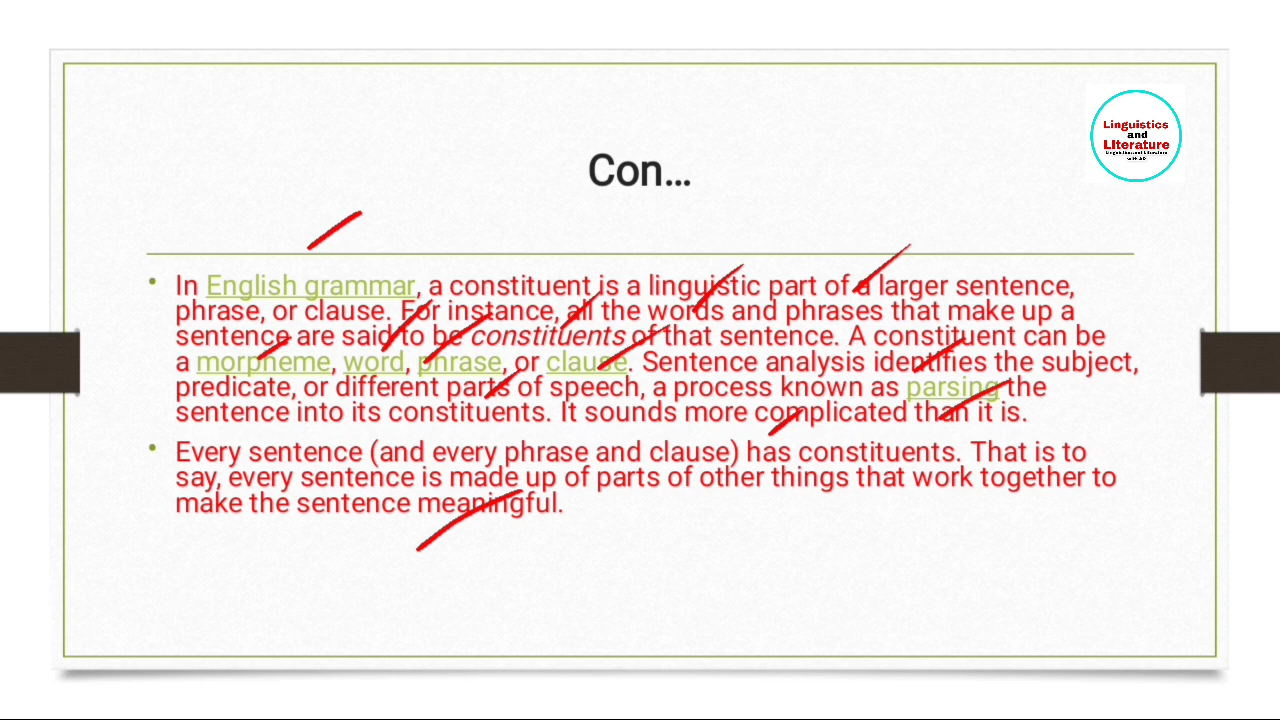 Linguistics
and
LIterature
Con...
• In English grammar, a constituent is a linguistic part of a larger sentence,
phrase, or clause. For instance, all the words and phrases that make up a
sentence are said to be constituents of that sentence. A constituent can be
a morpheme, word, phrase, or clause. Sentence analysis identifies the subject,
predicate, or different parts of speech, a process known as parsing the
sentence into its constituents. It sounds more complicated than it is.
• Every sentence (and every phrase and clause) has constituents. That is to
say, every sentence is made up of parts of other things that work together to
make the sentence meaningful.